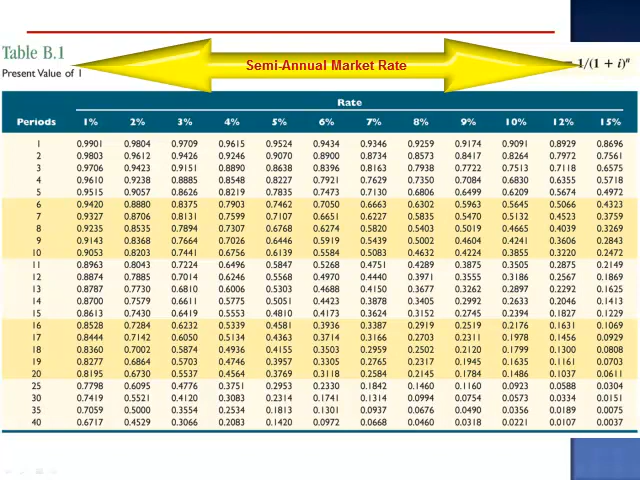 Table B.1
Semi-Annual Market Rate
Present Value of 1
= 1/(1 + i)ⁿ
Rate
Periods 1% 2% 3% 4% 5% 6% 7% 8% 9% 10% 12% 15%
1 0.9901 0.9804 0.9709 0.9615 0.9524 0.9434 0.9346 0.9259 0.9174 0.9091 0.8929 0.8696
2 0.9803 0.9612 0.9426 0.9246 0.9070 0.8900 0.8734 0.8573 0.8417 0.8264 0.7972 0.7561
3 0.9706 0.9423 0.9151 0.8890 0.8638 0.8396 0.8163 0.7938 0.7722 0.7513 0.7118 0.6575
4 0.9610 0.9238 0.8885 0.8548 0.8227 0.7921 0.7629 0.7350 0.7084 0.6830 0.6355 0.5718
5 0.9515 0.9057 0.8626 0.8219 0.7835 0.7473 0.7130 0.6806 0.6499 0.6209 0.5674 0.4972
6 0.9420 0.8880 0.8375 0.7903 0.7462 0.7050 0.6663 0.6302 0.5963 0.5645 0.5066 0.4323
7 0.9327 0.8706 0.8131 0.7599 0.7107 0.6651 0.6227 0.5835 0.5470 0.5132 0.4523 0.3759
8 0.9235 0.8535 0.7894 0.7307 0.6768 0.6274 0.5820 0.5403 0.5019 0.4665 0.4039 0.3269
9 0.9143 0.8368 0.7664 0.7026 0.6446 0.5919 0.5439 0.5002 0.4604 0.4241 0.3606 0.2843
10 0.9053 0.8203 0.7441 0.6756 0.6139 0.5584 0.5083 0.4632 0.4224 0.3855 0.3220 0.2472
11 0.8963 0.8043 0.7224 0.6496 0.5847 0.5268 0.4751 0.4289 0.3875 0.3505 0.2875 0.2149
12 0.8874 0.7885 0.7014 0.6246 0.5568 0.4970 0.4440 0.3971 0.3555 0.3186 0.2567 0.1869
13 0.8787 0.7730 0.6810 0.6006 0.5303 0.4688 0.4150 0.3677 0.3262 0.2897 0.2292 0.1625
14 0.8700 0.7579 0.6611 0.5775 0.5051 0.4423 0.3878 0.3405 0.2992 0.2633 0.2046 0.1413
15 0.8613 0.7430 0.6419 0.5553 0.4810 0.4173 0.3624 0.3152 0.2745 0.2394 0.1827 0.1229
16 0.8528 0.7284 0.6232 0.5339 0.4581 0.3936 0.3387 0.2919 0.2519 0.2176 0.1631 0.1069
17 0.8444 0.7142 0.6050 0.5134 0.4363 0.3714 0.3166 0.2703 0.2311 0.1978 0.1456 0.0929
18 0.8360 0.7002 0.5874 0.4936 0.4155 0.3503 0.2959 0.2502 0.2120 0.1799 0.1300 0.0808
19 0.8277 0.6864 0.5703 0.4746 0.3957 0.3305 0.2765 0.2317 0.1945 0.1635 0.1161 0.0703
20 0.8195 0.6730 0.5537 0.4564 0.3769 0.3118 0.2584 0.2145 0.1784 0.1486 0.1037 0.0611
25 0.7798 0.6095 0.4776 0.3751 0.2953 0.2330 0.1842 0.1460 0.1160 0.0923 0.0588 0.0304
30 0.7419 0.5521 0.4120 0.3083 0.2314 0.1741 0.1314 0.0994 0.0754 0.0573 0.0334 0.0151
35 0.7059 0.5000 0.3554 0.2534 0.1813 0.1301 0.0937 0.0676 0.0490 0.0356 0.0189 0.0075
40 0.6717 0.4529 0.3066 0.2083 0.1420 0.0972 0.0668 0.0460 0.0318 0.0221 0.0107 0.0037